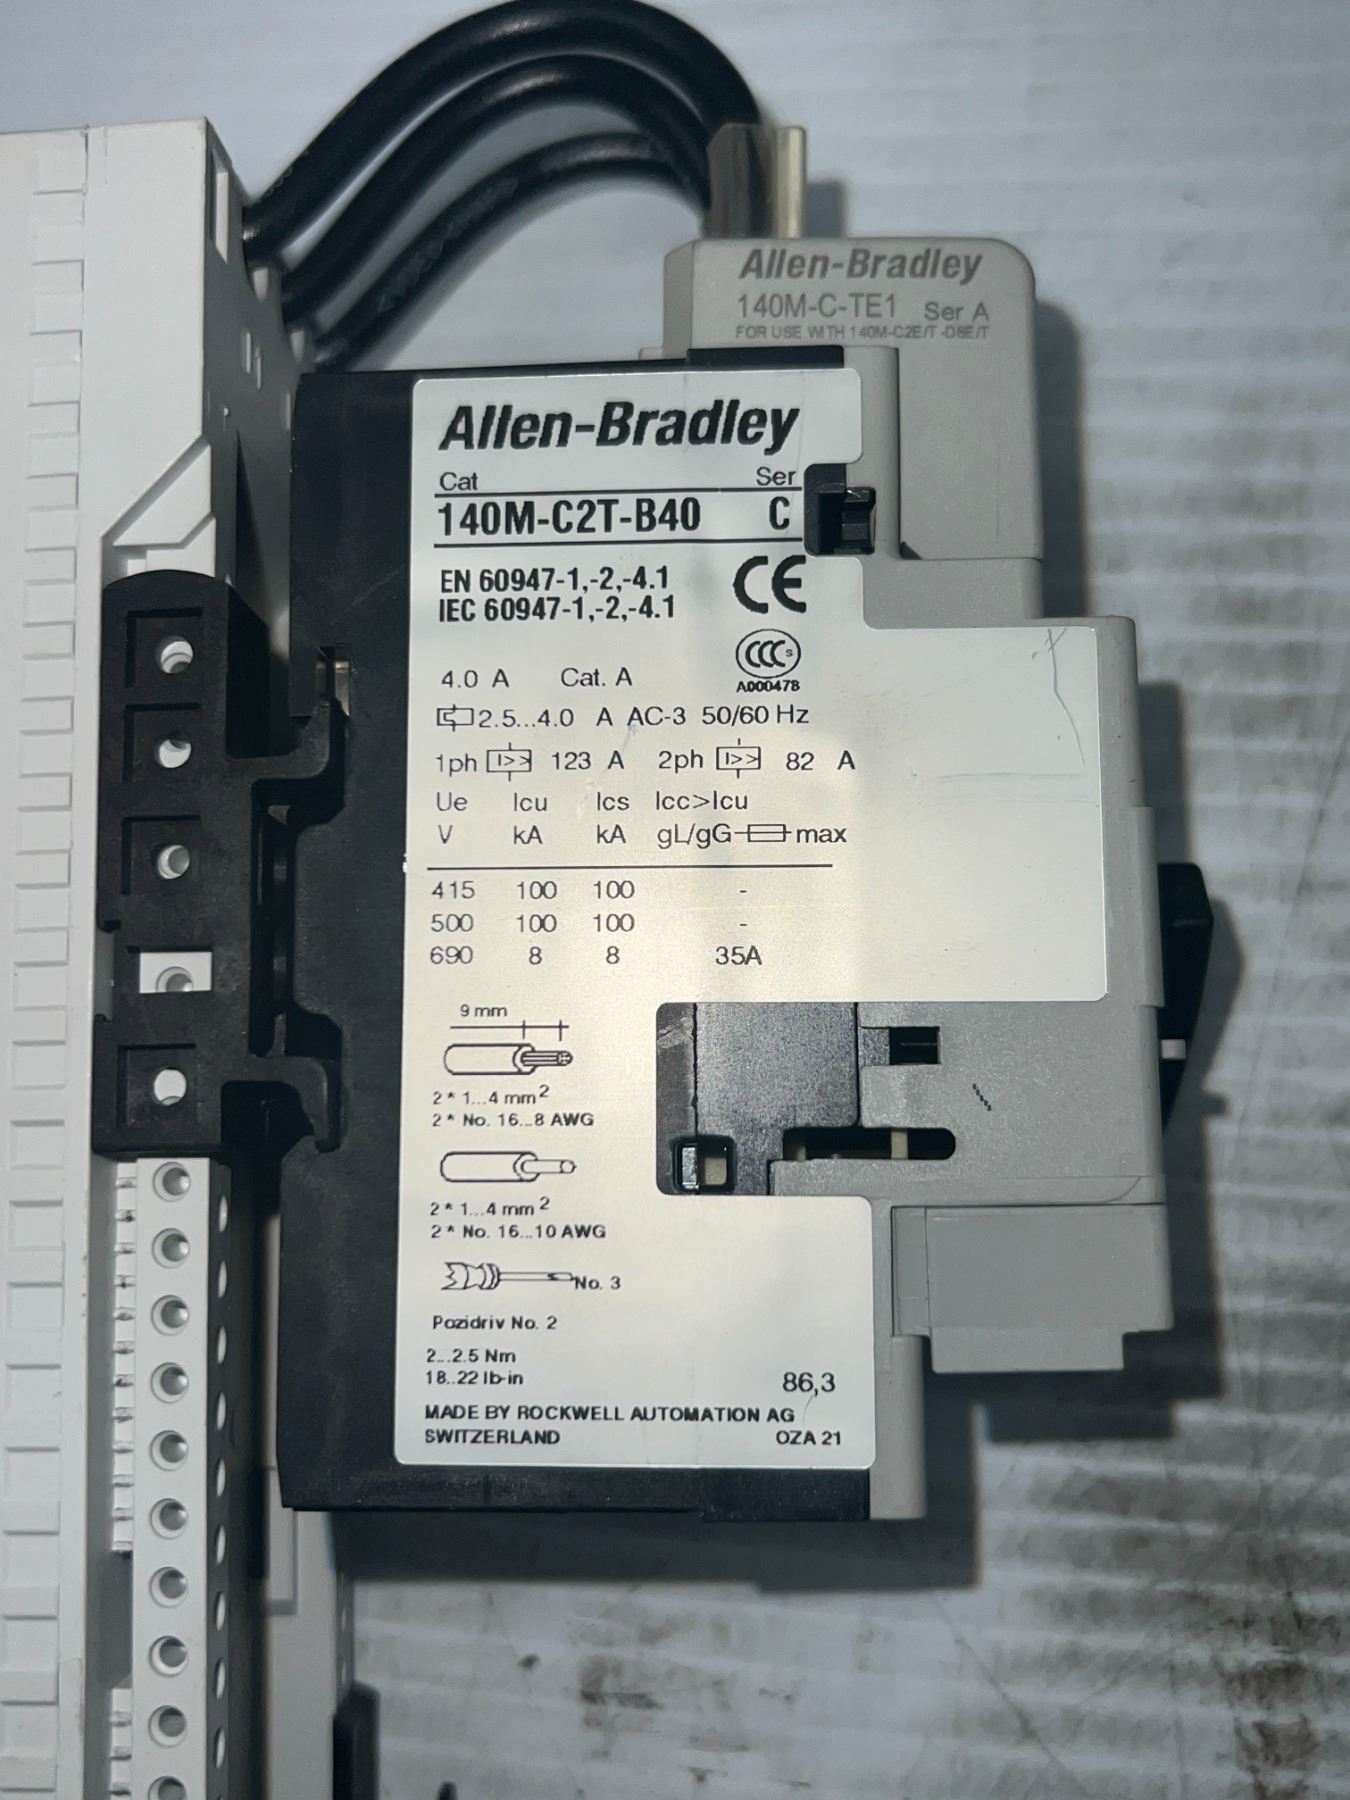 Allen-Bradley
140M-C-TE1 Ser A
FOR USE WITH 140M-C2E/T -D8E/T
Allen-Bradley
Cat Ser
140M-C2T-B40 C
EN 60947-1,-2,-4.1
IEC 60947-1,-2,-4.1
CE
CCC S
A000478
4.0 A Cat. A
2.5...4.0 A AC-3 50/60 Hz
1ph I>> 123 A 2ph I>> 82 A
Ue Icu Ics Icc>Icu
V kA kA gL/gG max
415 100 100 -
500 100 100 -
690 8 8 35A
9 mm
2 * 1...4 mm²
2 * No. 16...8 AWG
2 * 1...4 mm²
2 * No. 16...10 AWG
No. 3
Pozidriv No. 2
2...2.5 Nm
18..22 lb-in
86,3
MADE BY ROCKWELL AUTOMATION AG
SWITZERLAND OZA 21